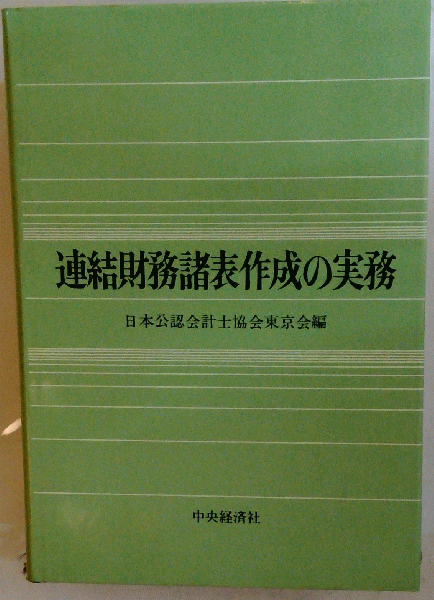 連結財務諸表作成の実務
日本公認会計士協会東京会編
中央経済社